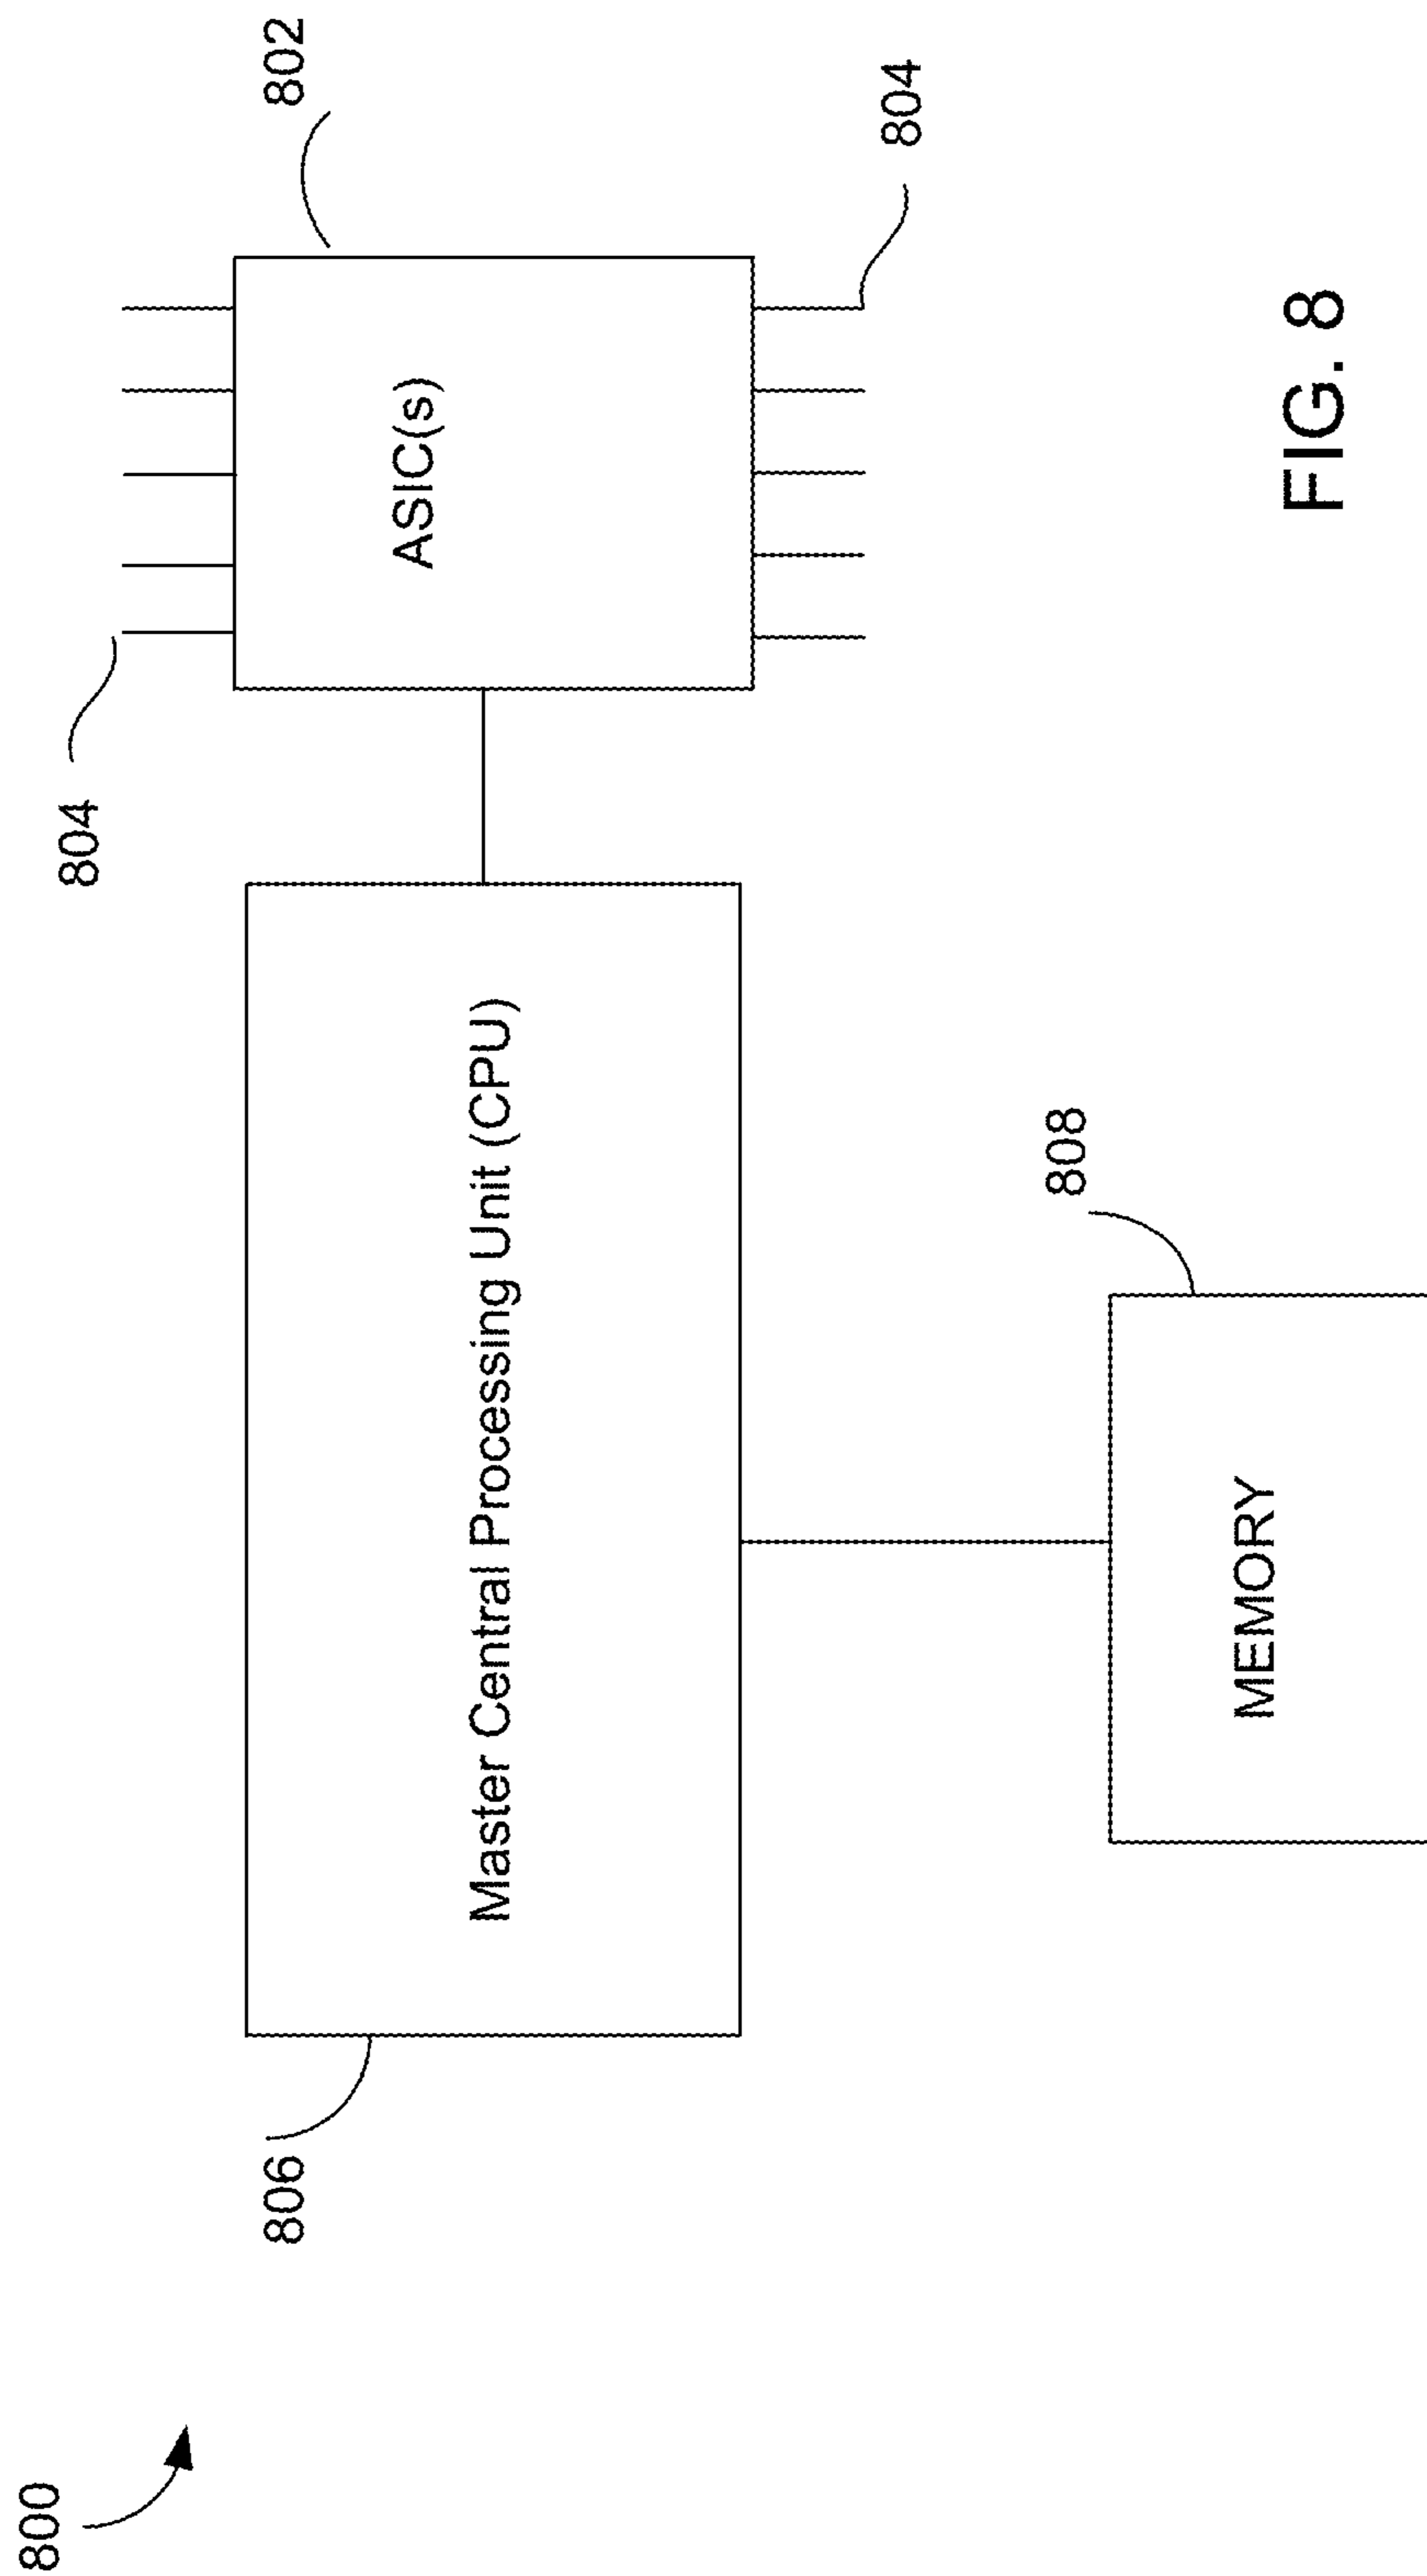 800
806
Master Central Processing Unit (CPU)
804
ASIC(s)
802
804
808
MEMORY
FIG. 8